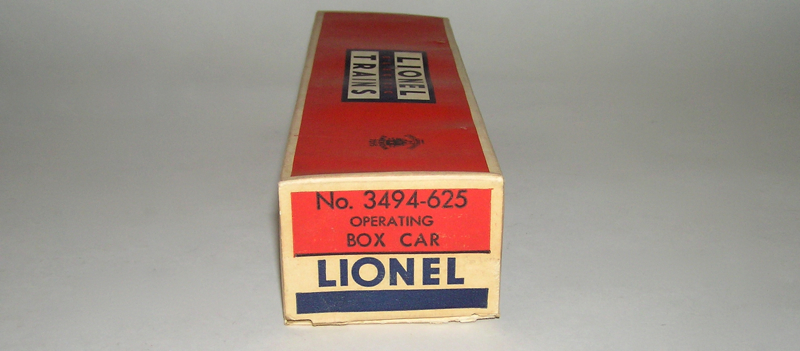 LIONEL
TRAINS
No. 3494-625
OPERATING
BOX CAR
LIONEL